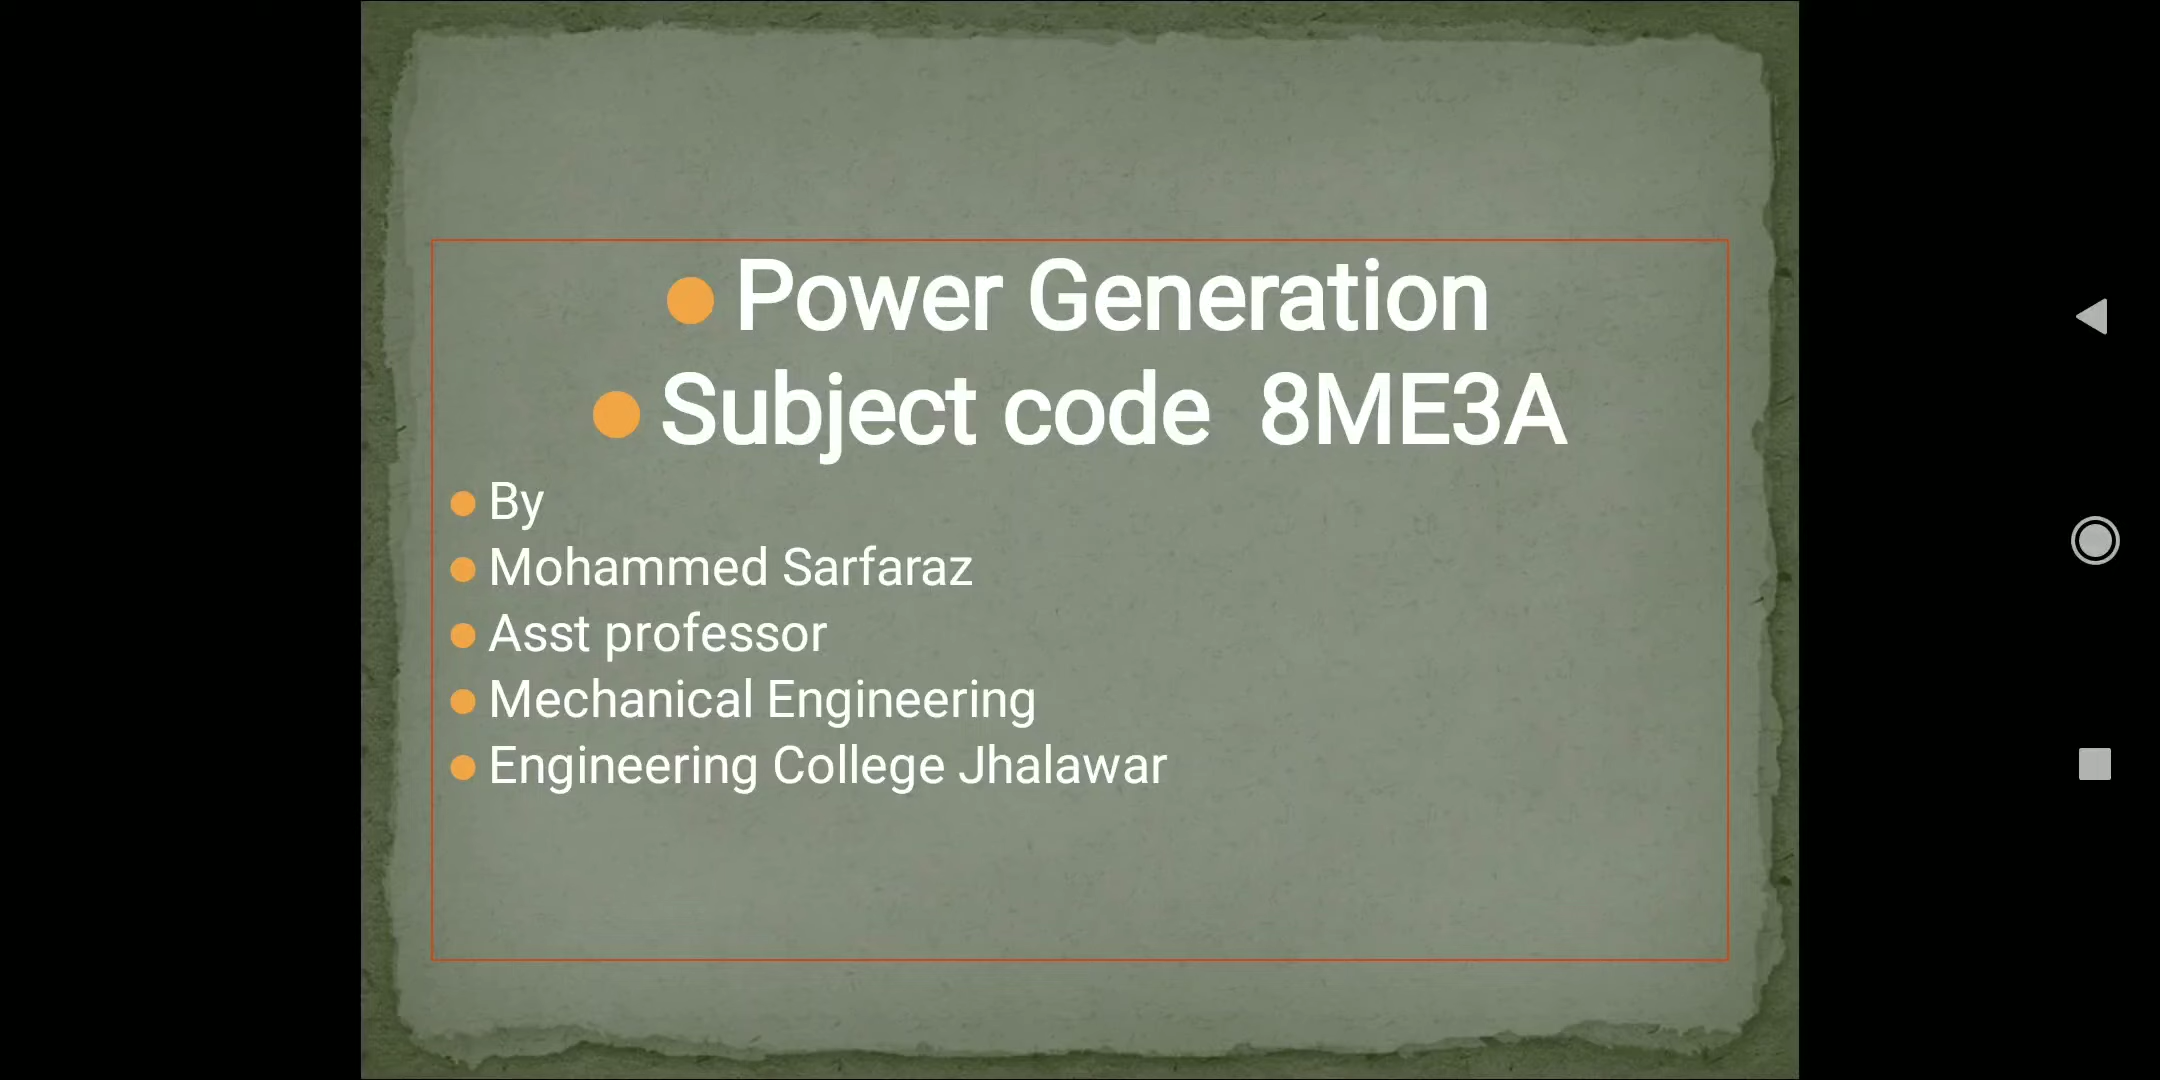 Power Generation
Subject code  8ME3A
By
Mohammed Sarfaraz
Asst professor
Mechanical Engineering
Engineering College Jhalawar